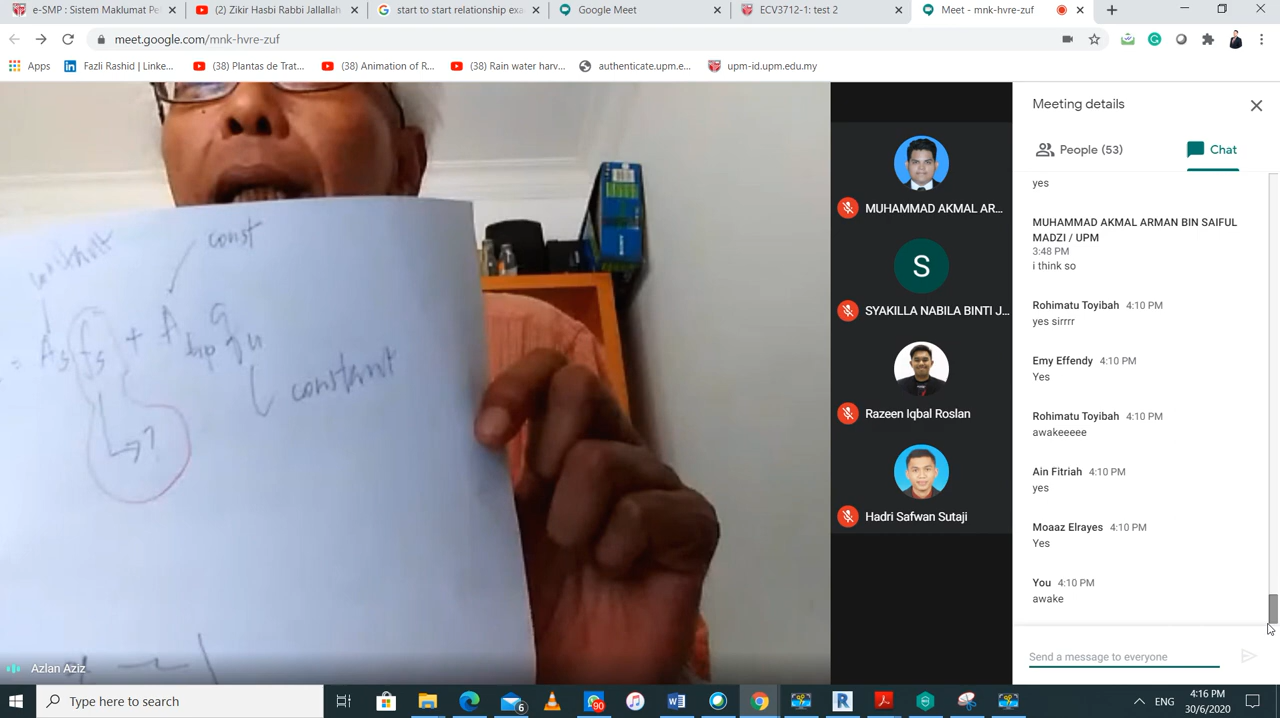 e-SMP : Sistem Maklumat Pe
(2) Zikir Hasbi Rabbi Jallallah
start to start relationship exa
Google Meet
ECV3712-1: test 2
Meet - mnk-hvre-zuf
meet.google.com/mnk-hvre-zuf
Apps
Fazli Rashid | Linke...
(38) Plantas de Trat...
(38) Animation of R...
(38) Rain water harv...
authenticate.upm.e...
upm-id.upm.edu.my
constant
const
constant
?
Azlan Aziz
MUHAMMAD AKMAL AR...
S
SYAKILLA NABILA BINTI J...
Razeen Iqbal Roslan
Hadri Safwan Sutaji
Meeting details
People (53)
Chat
yes
MUHAMMAD AKMAL ARMAN BIN SAIFUL
MADZI / UPM
3:48 PM
i think so
Rohimatu Toyibah 4:10 PM
yes sirrrr
Emy Effendy 4:10 PM
Yes
Rohimatu Toyibah 4:10 PM
awakeeeee
Ain Fitriah 4:10 PM
yes
Moaaz Elrayes 4:10 PM
Yes
You 4:10 PM
awake
Send a message to everyone
Type here to search
6
90
ENG
4:16 PM
30/6/2020